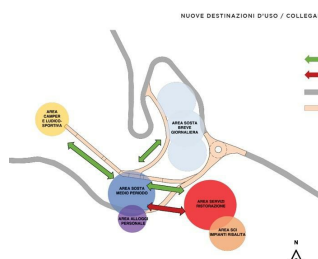 NUOVE DESTINAZIONI D'USO / COLLEGA
AREA
CAMPER
E LUDICO-
SPORTIVA
AREA SOSTA
BREVE
GIORNALIERA
AREA SOSTA
MEDIO PERIODO
AREA SERVIZI
RISTORAZIONE
AREA ALLOGGI
PERSONALE
AREA SCI
IMPIANTI RISALITA
N